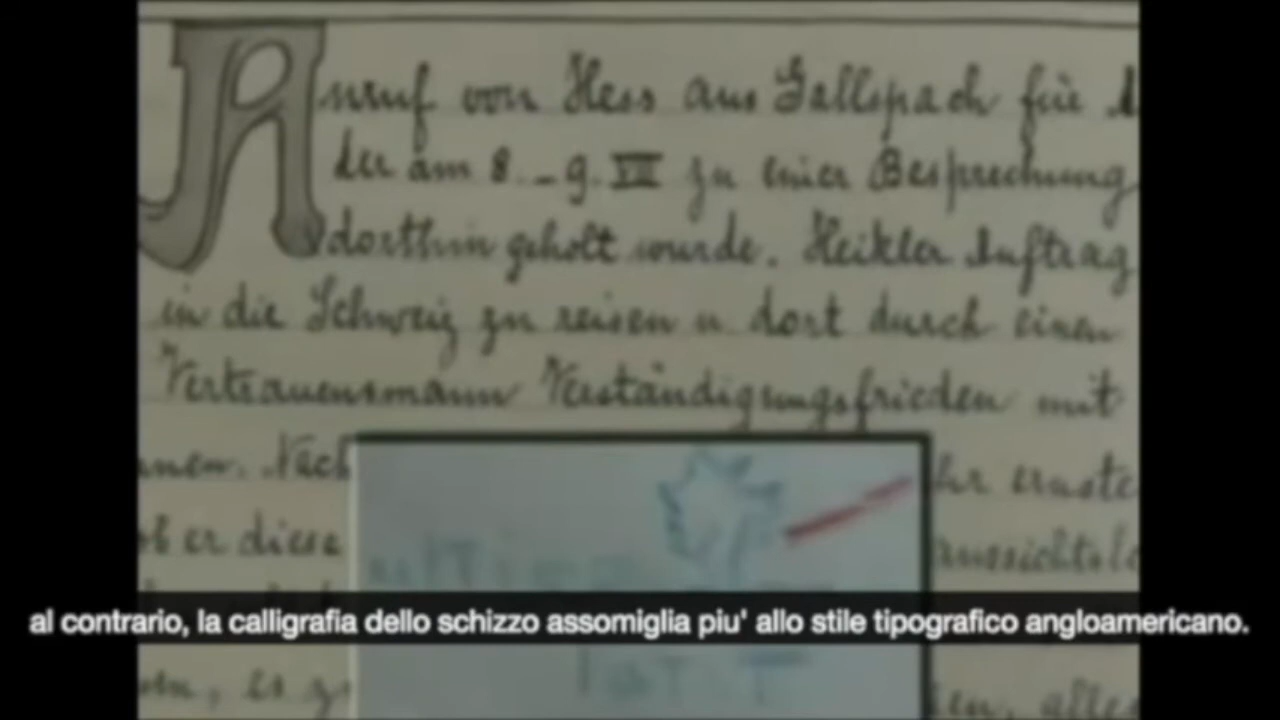 Anruf von Hess aus Gallspach für
der am 8.-9. VII zu einer Besprechung
dorthin geholt wurde. Heikler Auftrag
in die Schweiz zu reisen u dort durch einen
Vertrauensmann Verständigungsfrieden mit
Nach ernste
ob er diese
al contrario, la calligrafia dello schizzo assomiglia piu' allo stile tipografico angloamericano.
es